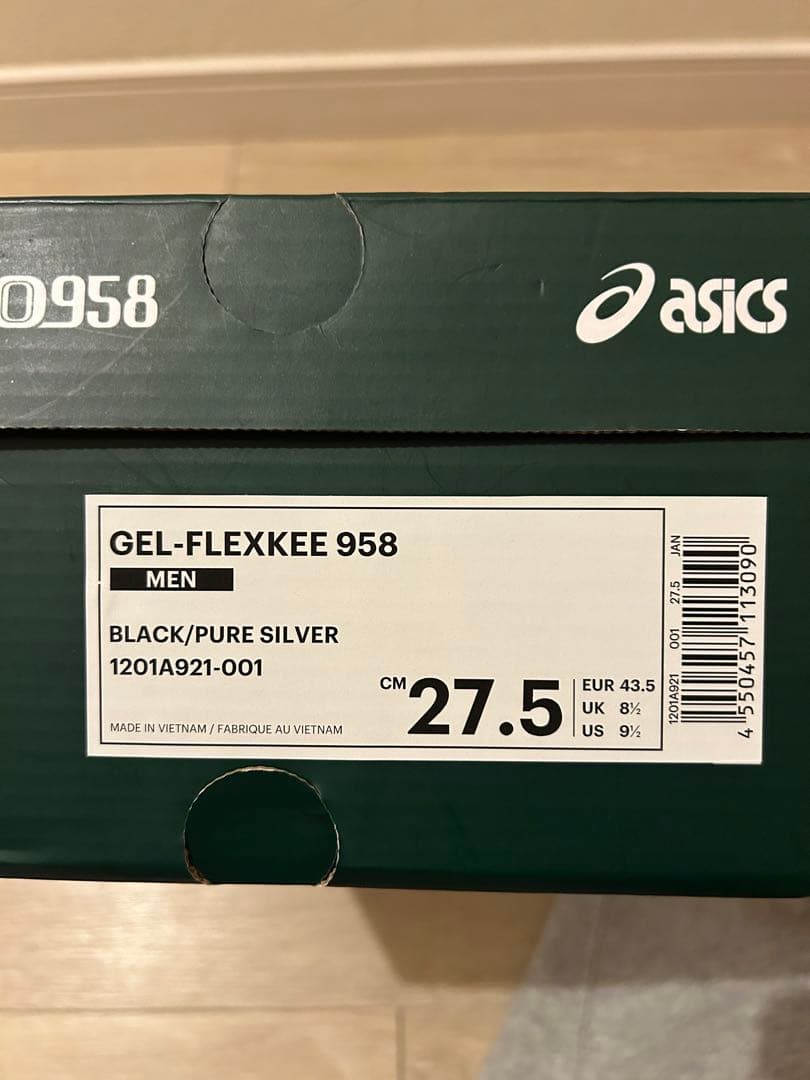 0958
asics
GEL-FLEXKEE 958
MEN
BLACK/PURE SILVER
1201A921-001
MADE IN VIETNAM / FABRIQUE AU VIETNAM
CM 27.5
EUR 43.5
UK 8½
US 9½
1201A921 001 27.5 JAN
4 550457 113090